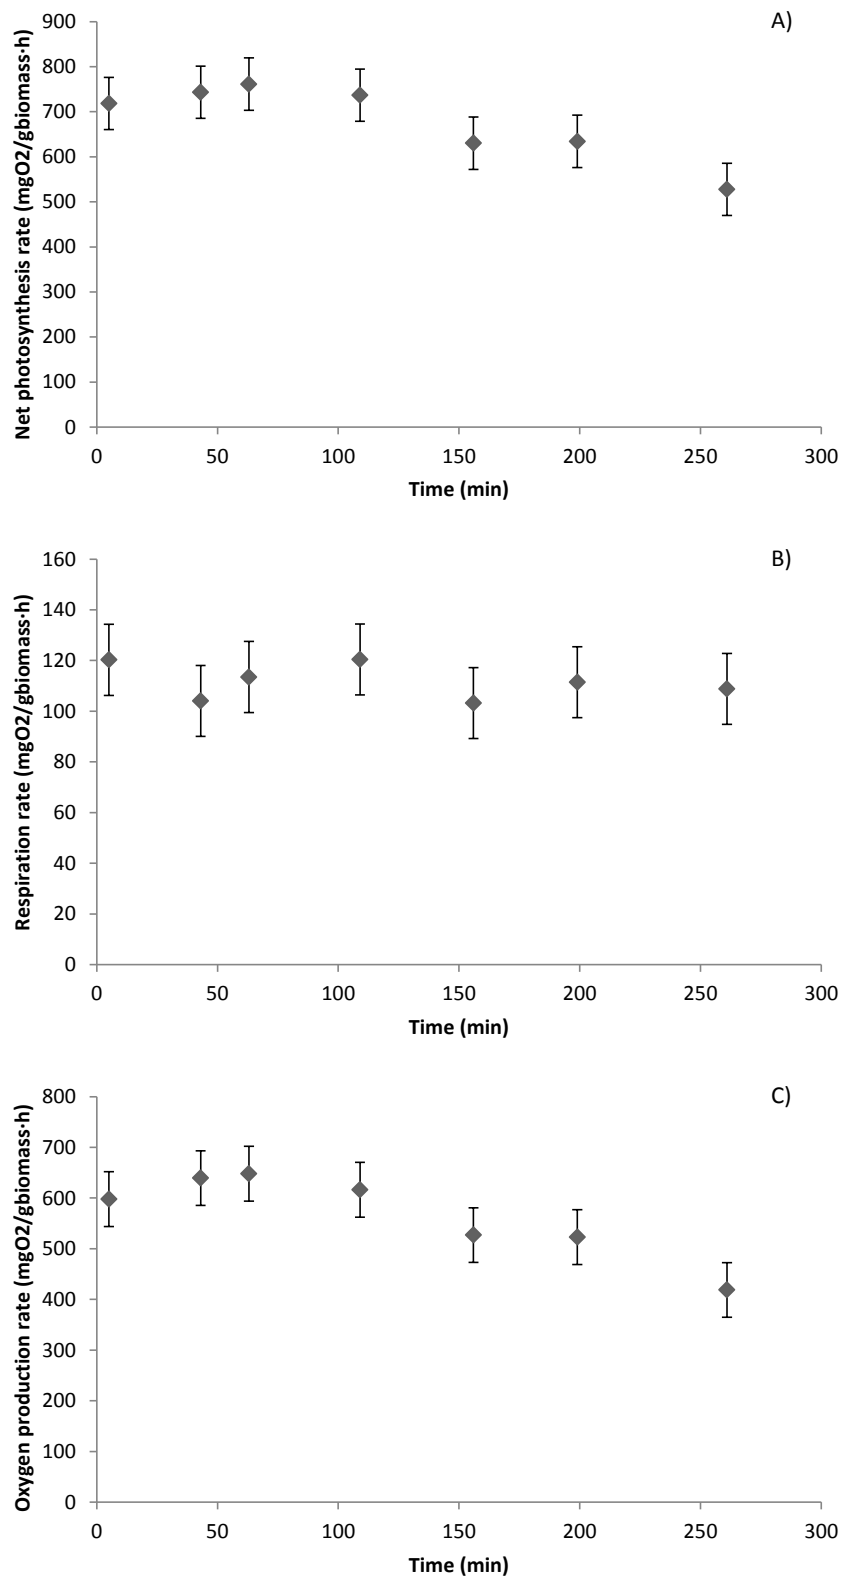 A)
Net photosynthesis rate (mgO2/gbiomass·h)
900
800
700
600
500
400
300
200
100
0
0 50 100 150 200 250 300
Time (min)
B)
Respiration rate (mgO2/gbiomass·h)
160
140
120
100
80
60
40
20
0
0 50 100 150 200 250 300
Time (min)
C)
Oxygen production rate (mgO2/gbiomass·h)
800
700
600
500
400
300
200
100
0
0 50 100 150 200 250 300
Time (min)